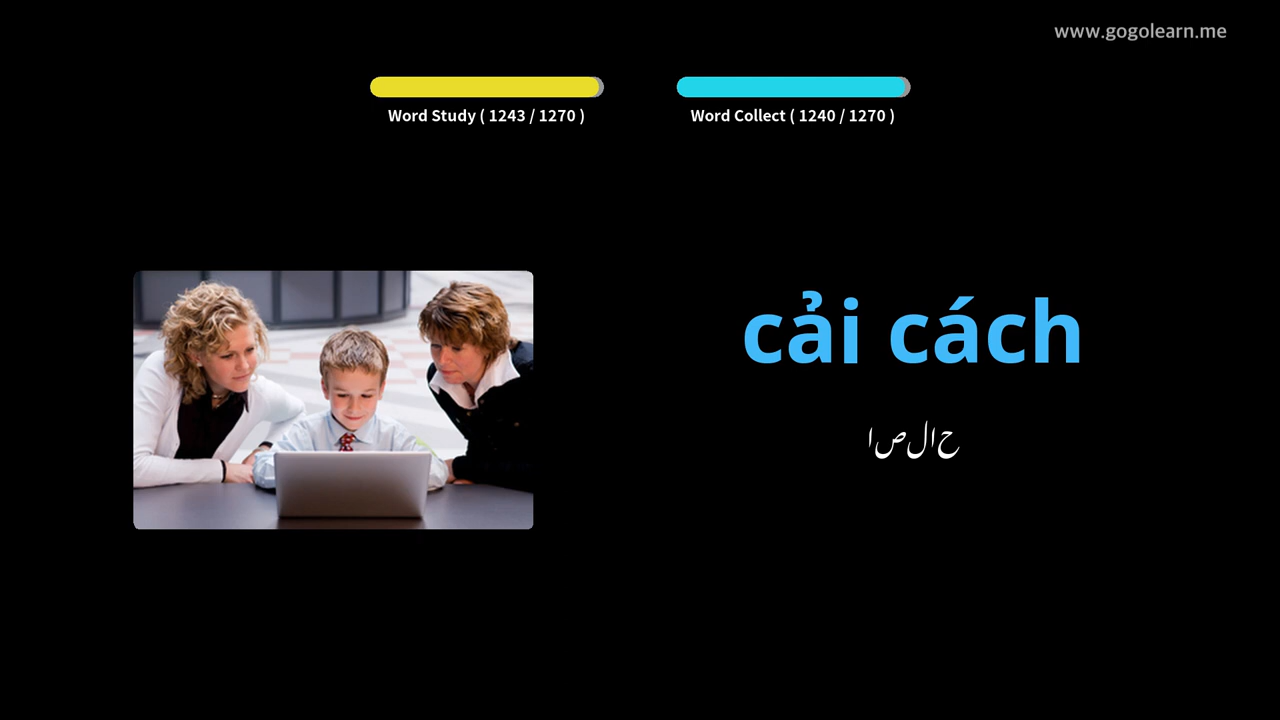 www.gogolearn.me
Word Study ( 1243 / 1270 )
Word Collect ( 1240 / 1270 )
cải cách
اصلاح